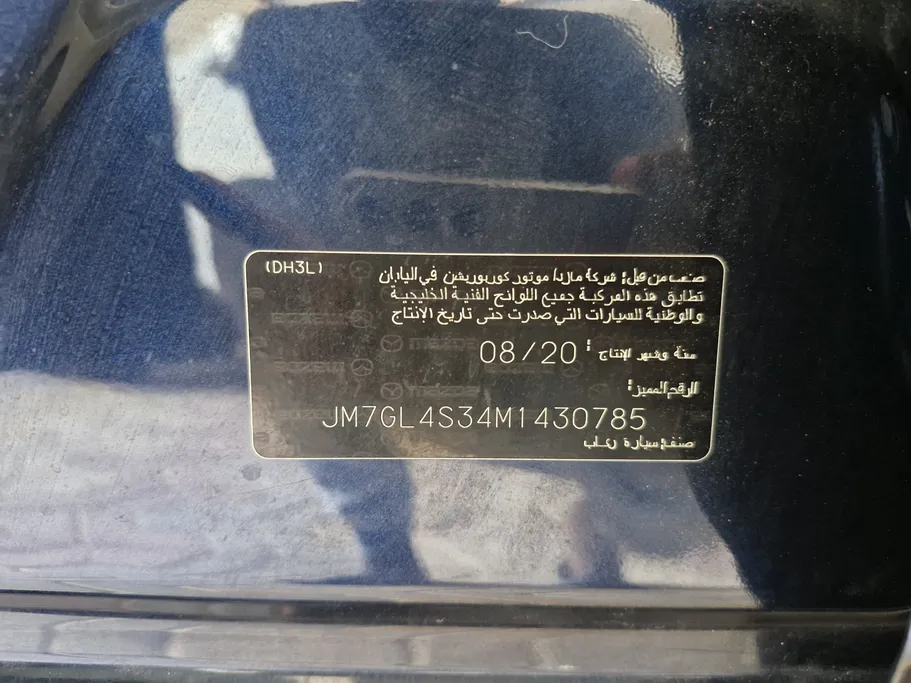 (DH3L)
صنعت من قبل: شركة مازدا موتور كوربوريشن في اليابان
تطابق هذه المركبة جميع اللوائح الفنية الخليجية
والوطنية للسيارات التي صدرت حتى تاريخ الإنتاج
سنة وشهر الإنتاج : 08/20
الرقم المميز:
JM7GL4S34M1430785
صنف: سيارة ركاب